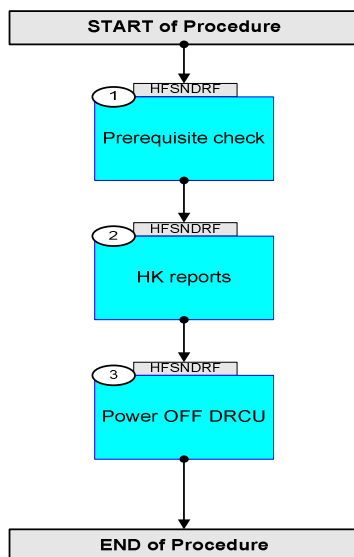 START of Procedure
HFSNDRF
1
Prerequisite check
HFSNDRF
2
HK reports
HFSNDRF
3
Power OFF DRCU
END of Procedure